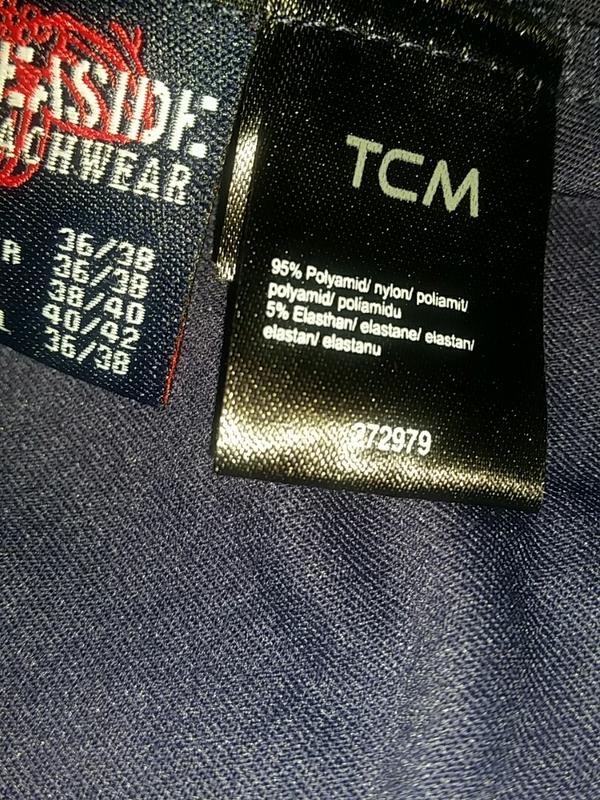 TCM
95% Polyamid/ nylon/ poliamit/
polyamid/ poliamidu
5% Elasthan/ elastane/ elastan/
elastan/ elastanu
272979
R 36/38
36/38
38/40
L 40/42
36/38